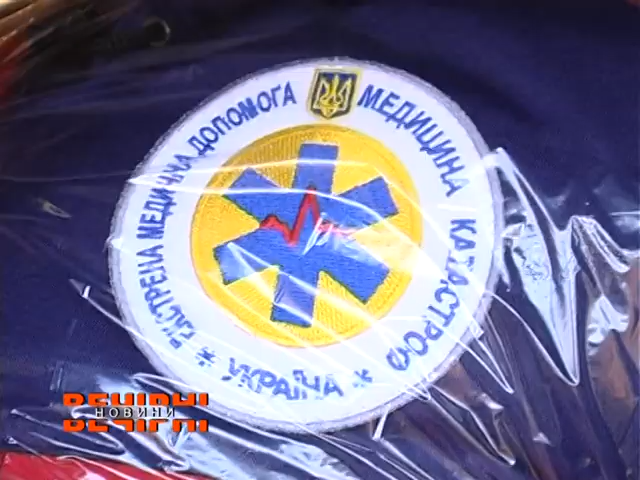 ЕКСТРЕНА МЕДИЧНА ДОПОМОГА
МЕДИЦИНА КАТАСТРОФ
* УКРАЇНА *
ВЕЧІРНІ
НОВИНИ